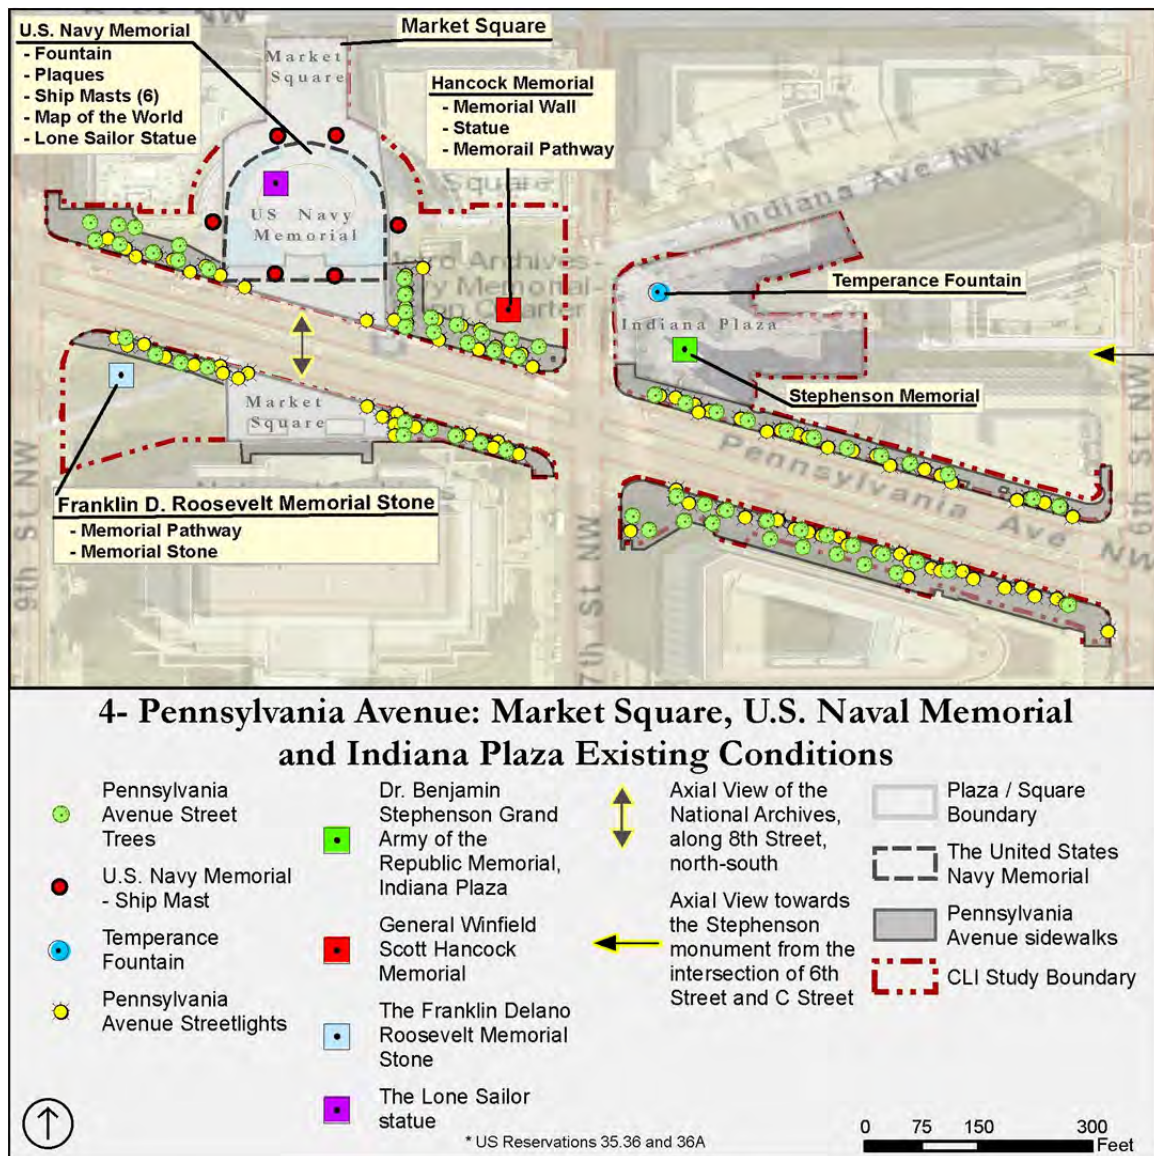 NW
U.S. Navy Memorial
- Fountain
- Plaques
- Ship Masts (6)
- Map of the World
- Lone Sailor Statue
Market Square
Market
Square
Hancock Memorial
- Memorial Wall
- Statue
- Memorail Pathway
Square
Indiana Ave NW
US Navy
Memorial
Metro Archives-
Navy Memorial-
Penn Quarter
Temperance Fountain
Indiana Plaza
Stephenson Memorial
Market
Square
Pennsylvania Ave NW
Franklin D. Roosevelt Memorial Stone
- Memorial Pathway
- Memorial Stone
9th St NW
7th St NW
6th St NW
4- Pennsylvania Avenue: Market Square, U.S. Naval Memorial
and Indiana Plaza Existing Conditions
Pennsylvania
Avenue Street
Trees
U.S. Navy Memorial
- Ship Mast
Temperance
Fountain
Pennsylvania
Avenue Streetlights
Dr. Benjamin
Stephenson Grand
Army of the
Republic Memorial,
Indiana Plaza
General Winfield
Scott Hancock
Memorial
The Franklin Delano
Roosevelt Memorial
Stone
The Lone Sailor
statue
Axial View of the
National Archives,
along 8th Street,
north-south
Axial View towards
the Stephenson
monument from the
intersection of 6th
Street and C Street
Plaza / Square
Boundary
The United States
Navy Memorial
Pennsylvania
Avenue sidewalks
CLI Study Boundary
* US Reservations 35.36 and 36A
0 75 150 300
Feet